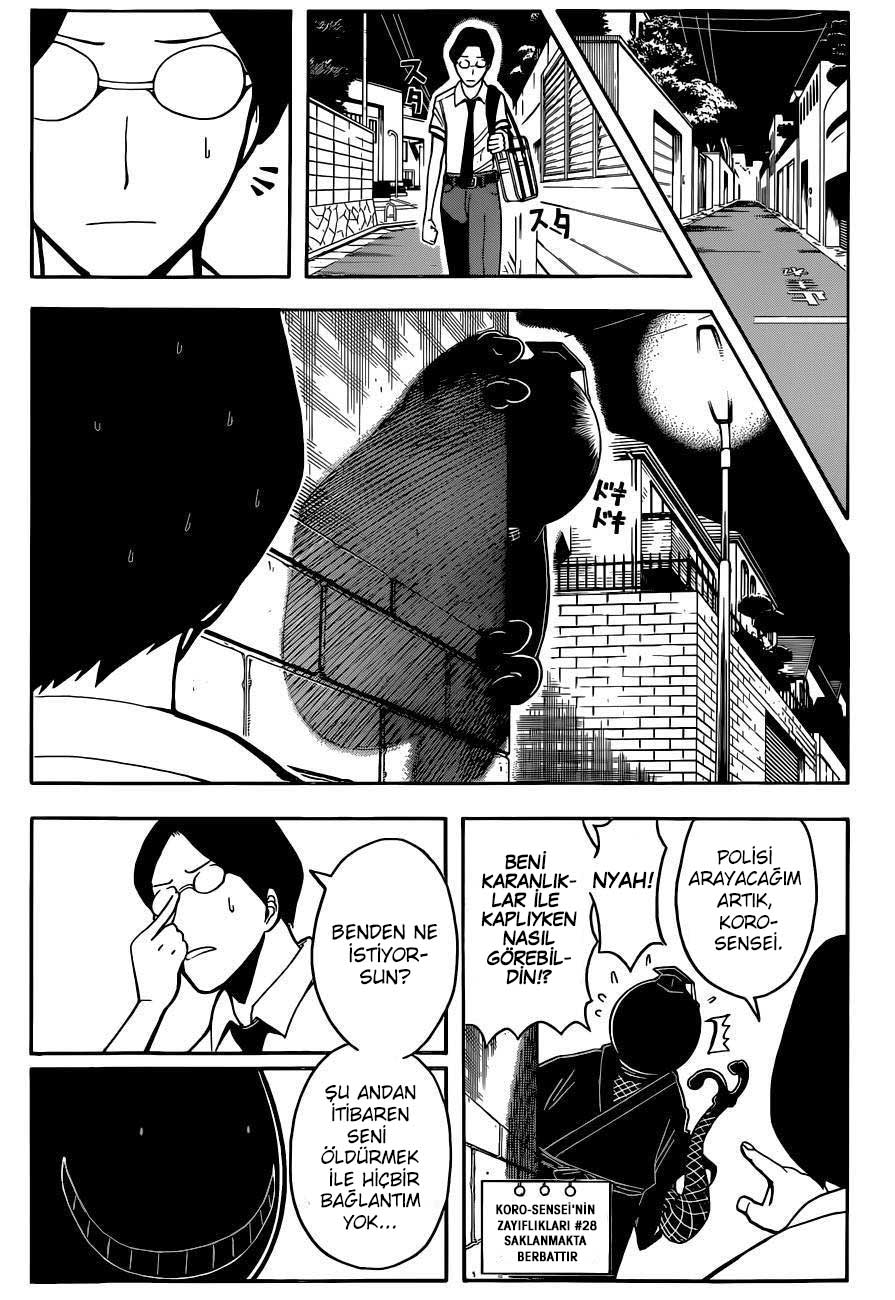 スタ
スタ
ドキ
ドキ
POLİSİ
ARAYACAĞIM
ARTIK,
KORO-
SENSEİ.
NYAH!
BENİ
KARANLIK-
LAR İLE
KAPLIYKEN
NASIL
GÖREBİL-
DİN!?
KORO-SENSEİ'NİN
ZAYIFLIKLARI #28
SAKLANMAKTA
BERBATTIR
BENDEN NE
İSTİYOR-
SUN?
ŞU ANDAN
İTİBAREN
SENİ
ÖLDÜRMEK
İLE HİÇBİR
BAĞLANTIM
YOK...